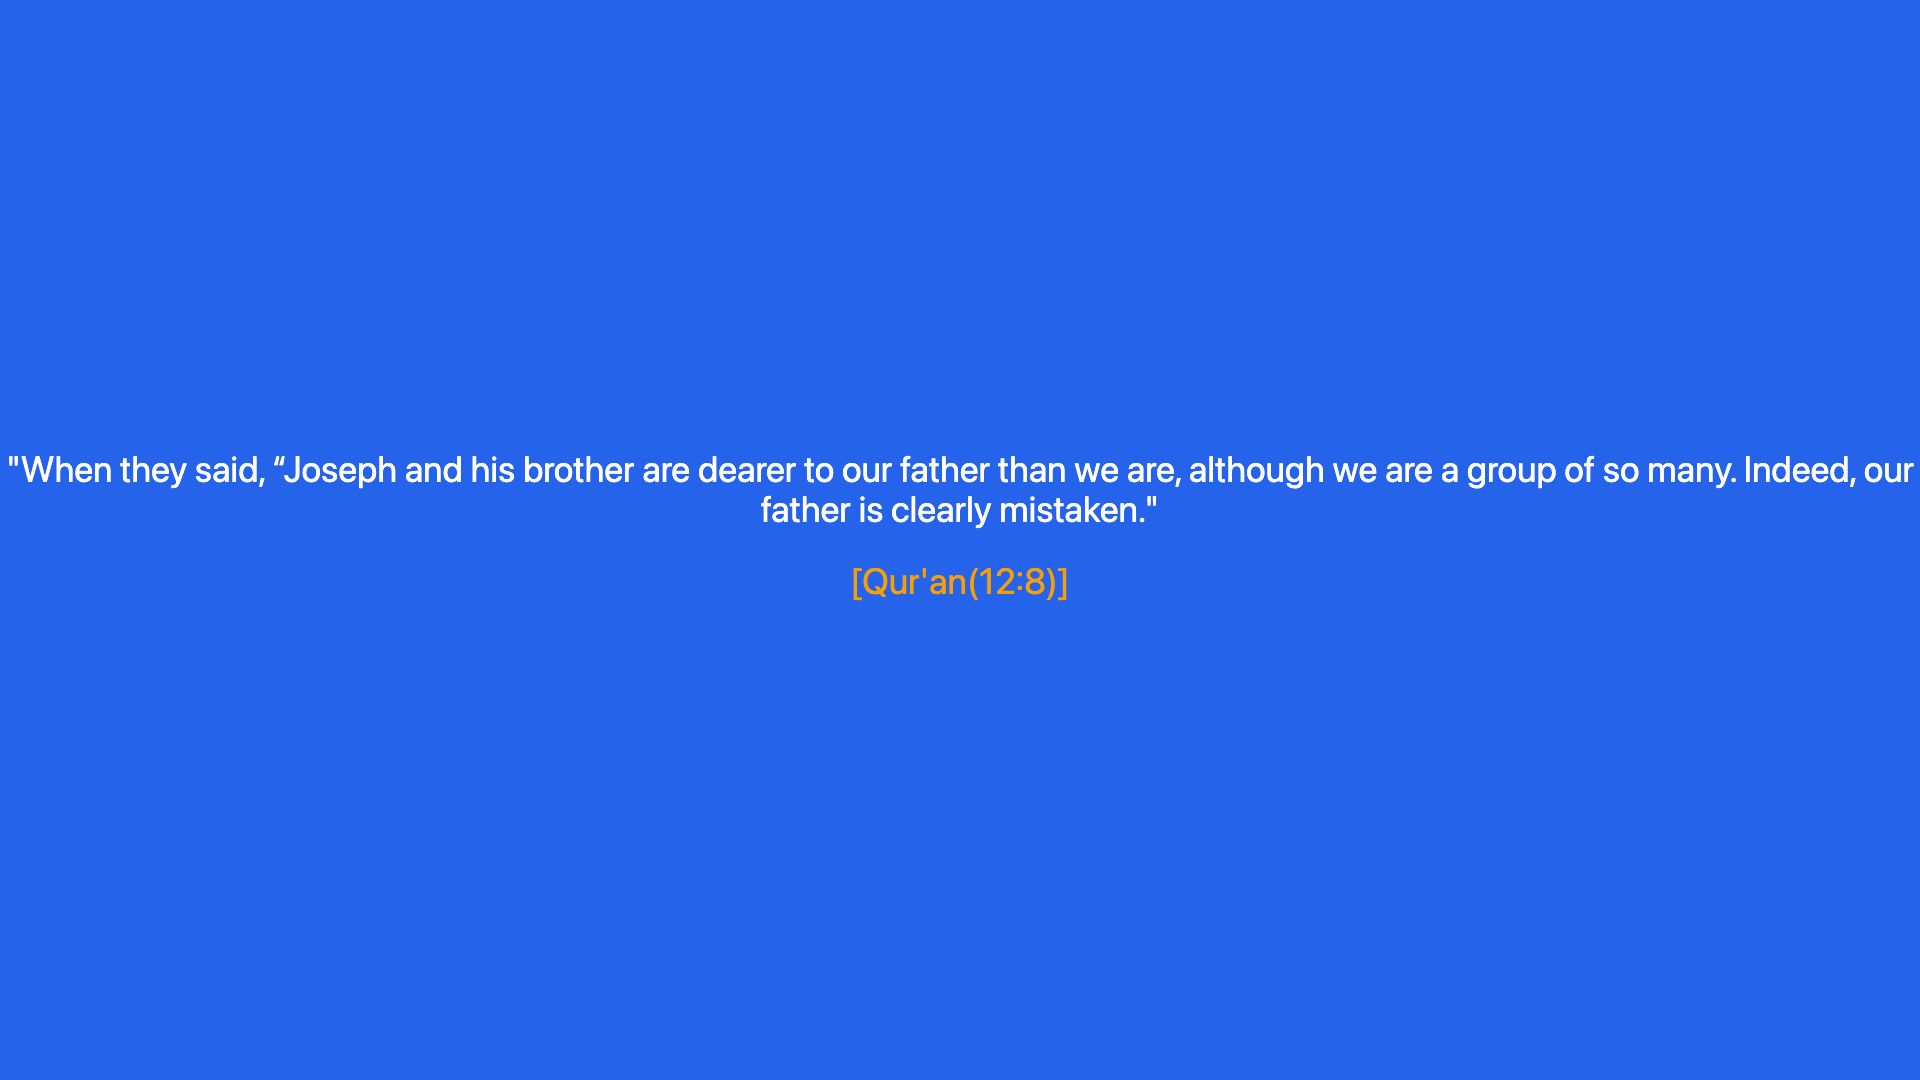 "When they said, “Joseph and his brother are dearer to our father than we are, although we are a group of so many. Indeed, our
father is clearly mistaken."
[Qur'an(12:8)]